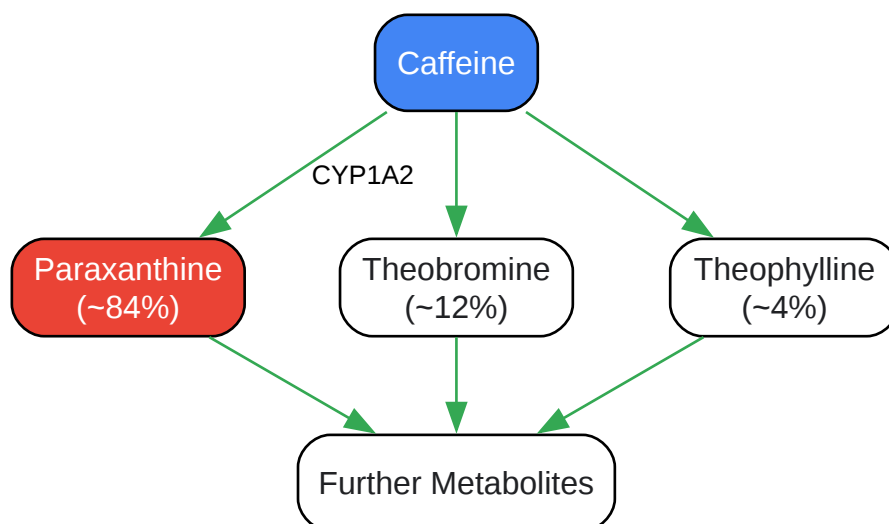 Caffeine
CYP1A2
Paraxanthine
(~84%)
Theobromine
(~12%)
Theophylline
(~4%)
Further Metabolites